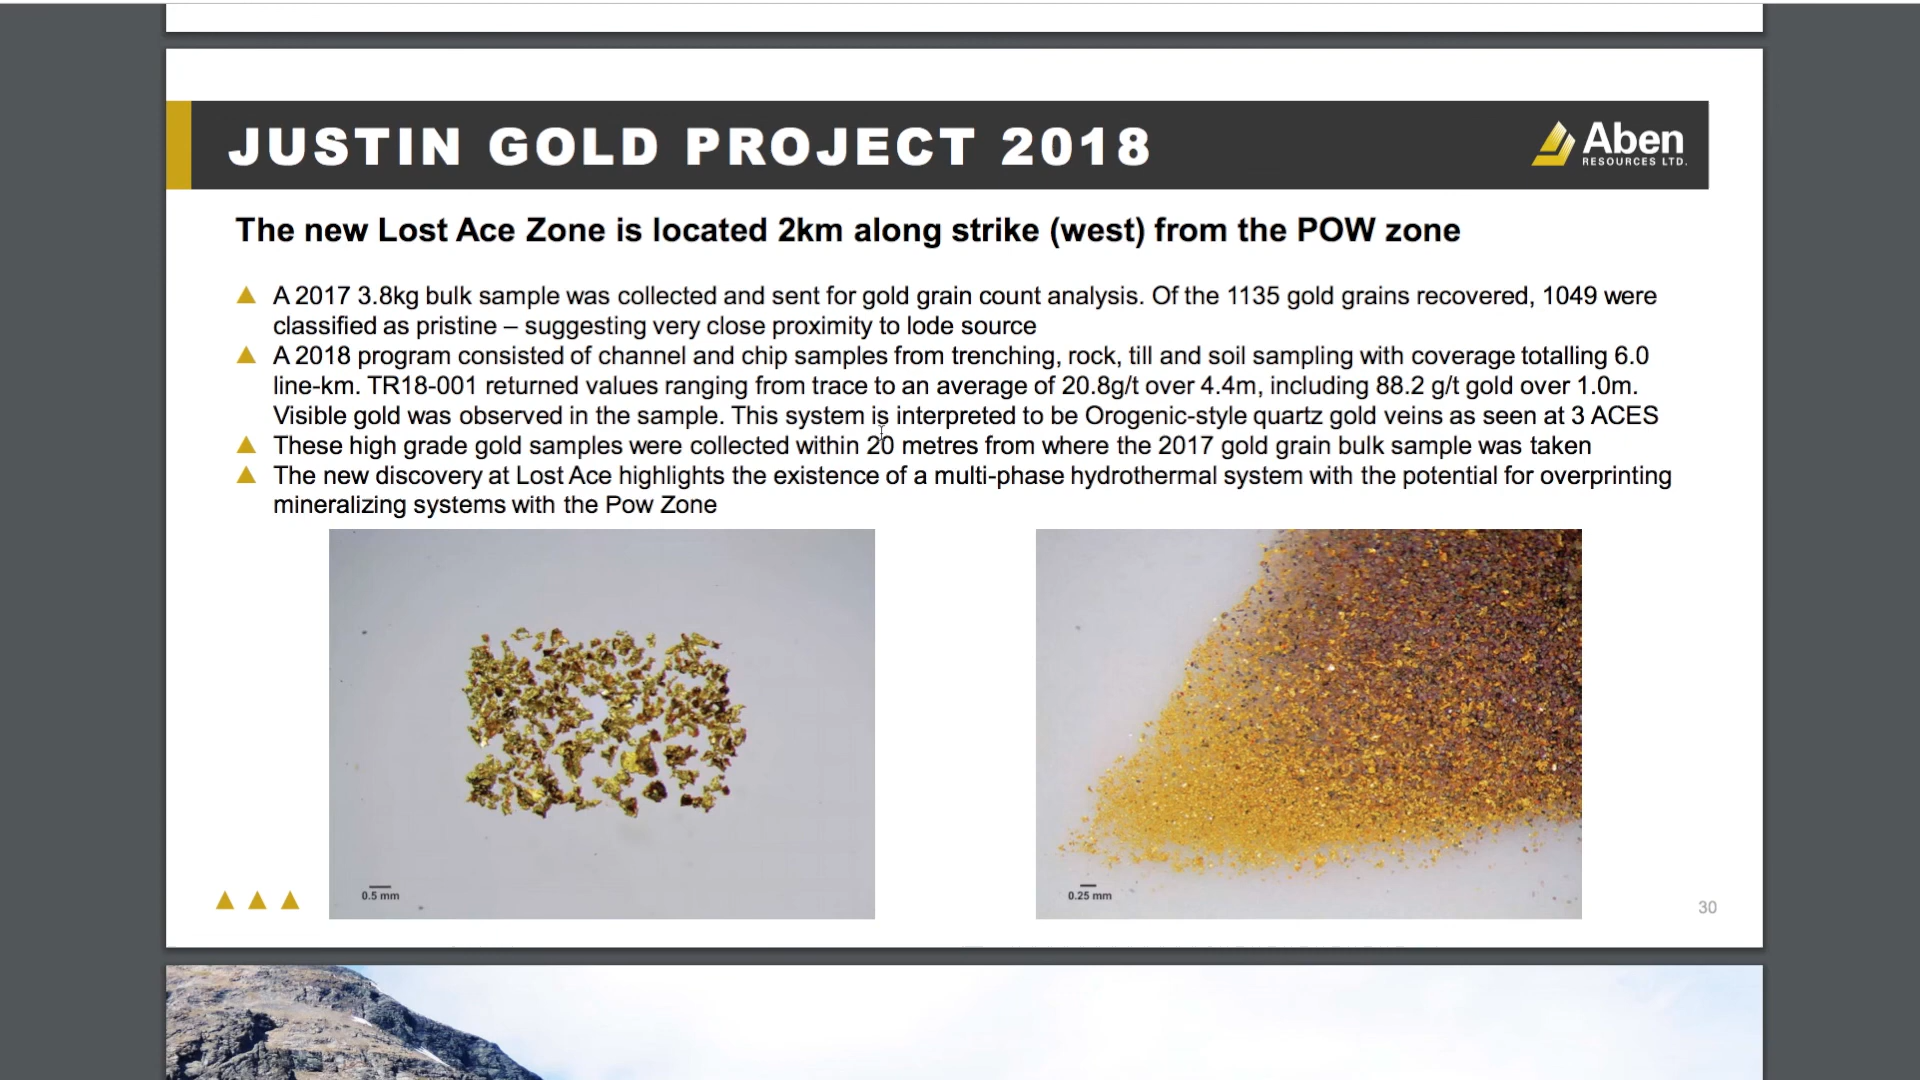 JUSTIN GOLD PROJECT 2018
Aben
RESOURCES LTD.
The new Lost Ace Zone is located 2km along strike (west) from the POW zone
A 2017 3.8kg bulk sample was collected and sent for gold grain count analysis. Of the 1135 gold grains recovered, 1049 were
classified as pristine – suggesting very close proximity to lode source
A 2018 program consisted of channel and chip samples from trenching, rock, till and soil sampling with coverage totalling 6.0
line-km. TR18-001 returned values ranging from trace to an average of 20.8g/t over 4.4m, including 88.2 g/t gold over 1.0m.
Visible gold was observed in the sample. This system is interpreted to be Orogenic-style quartz gold veins as seen at 3 ACES
These high grade gold samples were collected within 20 metres from where the 2017 gold grain bulk sample was taken
The new discovery at Lost Ace highlights the existence of a multi-phase hydrothermal system with the potential for overprinting
mineralizing systems with the Pow Zone
0.5 mm
0.25 mm
30